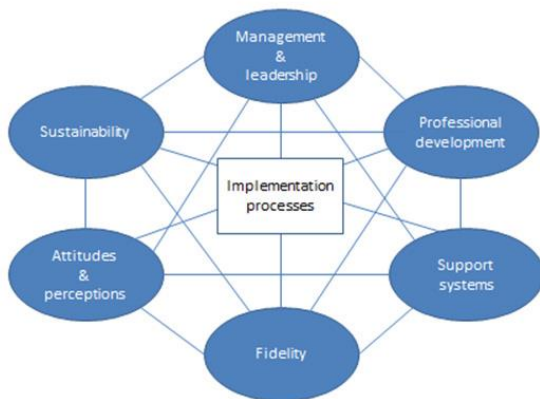 Management
&
leadership
Sustainability
Professional
development
Implementation
processes
Attitudes
&
perceptions
Support
systems
Fidelity